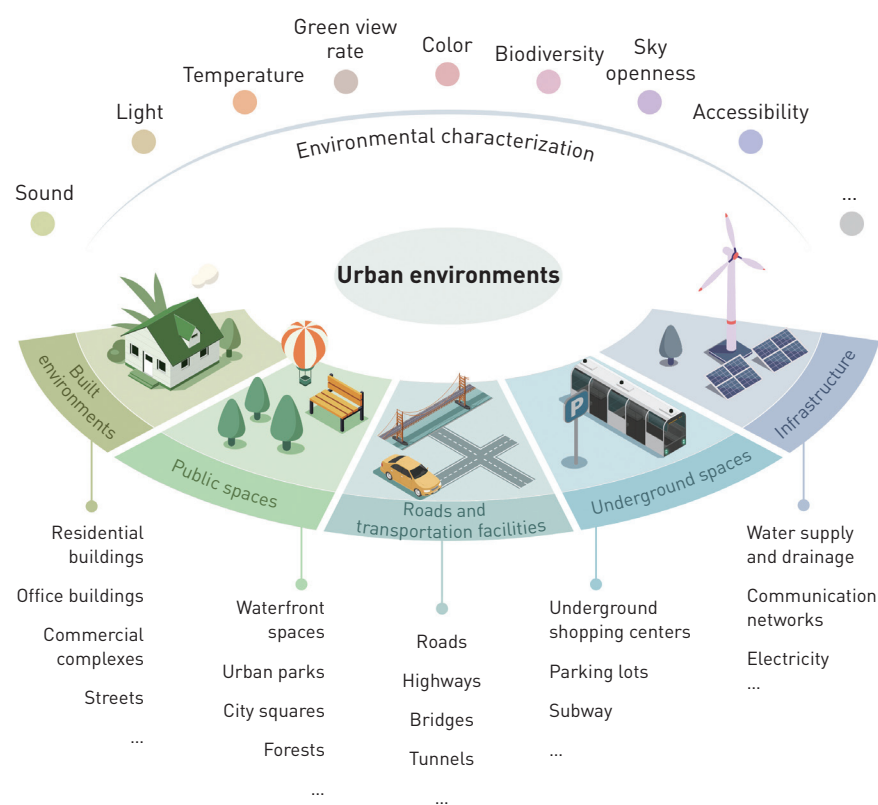 Green view
rate
Color
Biodiversity
Sky
openness
Temperature
Light
Accessibility
Sound
...
Environmental characterization
Urban environments
Built
environments
Public spaces
Roads and
transportation facilities
Underground spaces
Infrastructure
P
Residential
buildings
Office buildings
Commercial
complexes
Streets
...
Waterfront
spaces
Urban parks
City squares
Forests
...
Roads
Highways
Bridges
Tunnels
...
Underground
shopping centers
Parking lots
Subway
...
Water supply
and drainage
Communication
networks
Electricity
...